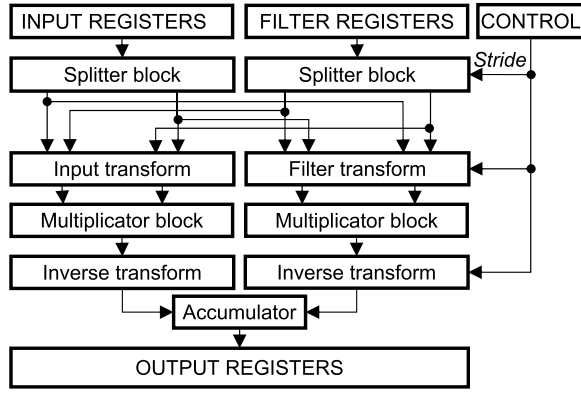 INPUT REGISTERS
FILTER REGISTERS
CONTROL
Splitter block
Splitter block
Stride
Input transform
Filter transform
Multiplicator block
Multiplicator block
Inverse transform
Inverse transform
Accumulator
OUTPUT REGISTERS